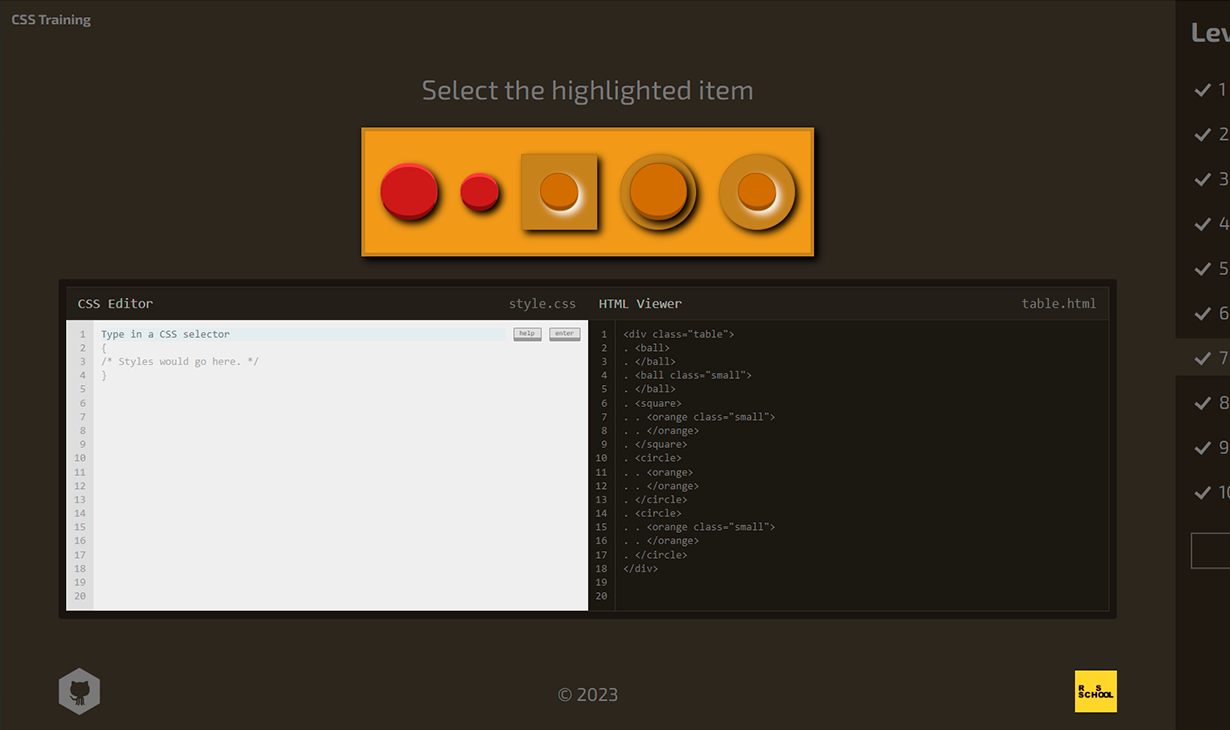 CSS Training
Lev
Select the highlighted item
1
2
3
4
5
6
7
8
9
10
CSS Editor style.css
HTML Viewer table.html
1 Type in a CSS selector help enter
2 {
3 /* Styles would go here. */
4 }
5
6
7
8
9
10
11
12
13
14
15
16
17
18
19
20
1 <div class="table">
2 . <ball>
3 . </ball>
4 . <ball class="small">
5 . </ball>
6 . <square>
7 . . <orange class="small">
8 . . </orange>
9 . </square>
10 . <circle>
11 . . <orange>
12 . . </orange>
13 . </circle>
14 . <circle>
15 . . <orange class="small">
16 . . </orange>
17 . </circle>
18 </div>
19
20
© 2023
R S
SCHOOL